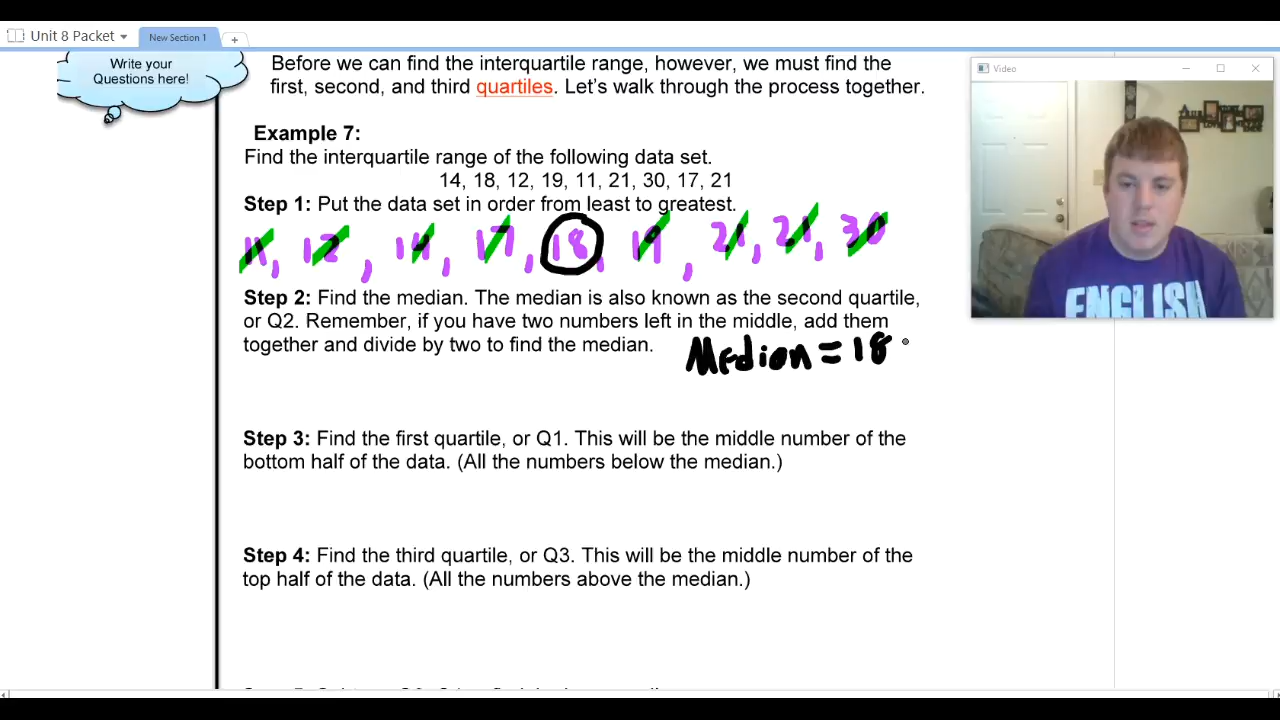 Unit 8 Packet
New Section 1
Write your
Questions here!
Before we can find the interquartile range, however, we must find the
first, second, and third quartiles. Let's walk through the process together.
Video
Example 7:
Find the interquartile range of the following data set.
14, 18, 12, 19, 11, 21, 30, 17, 21
Step 1: Put the data set in order from least to greatest.
11, 12, 14, 17, 18, 19, 21, 21, 30
ENGLISH
Step 2: Find the median. The median is also known as the second quartile,
or Q2. Remember, if you have two numbers left in the middle, add them
together and divide by two to find the median.
Median = 18
Step 3: Find the first quartile, or Q1. This will be the middle number of the
bottom half of the data. (All the numbers below the median.)
Step 4: Find the third quartile, or Q3. This will be the middle number of the
top half of the data. (All the numbers above the median.)